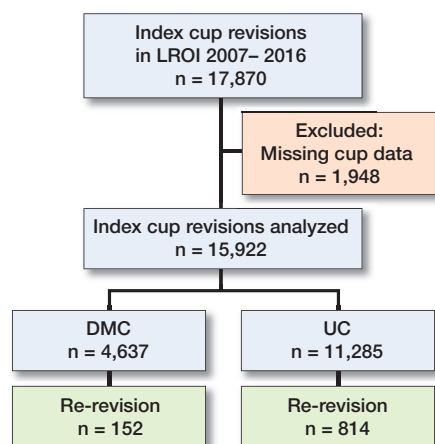 Index cup revisions
in LROI 2007– 2016
n = 17,870
Excluded:
Missing cup data
n = 1,948
Index cup revisions analyzed
n = 15,922
DMC
n = 4,637
UC
n = 11,285
Re-revision
n = 152
Re-revision
n = 814